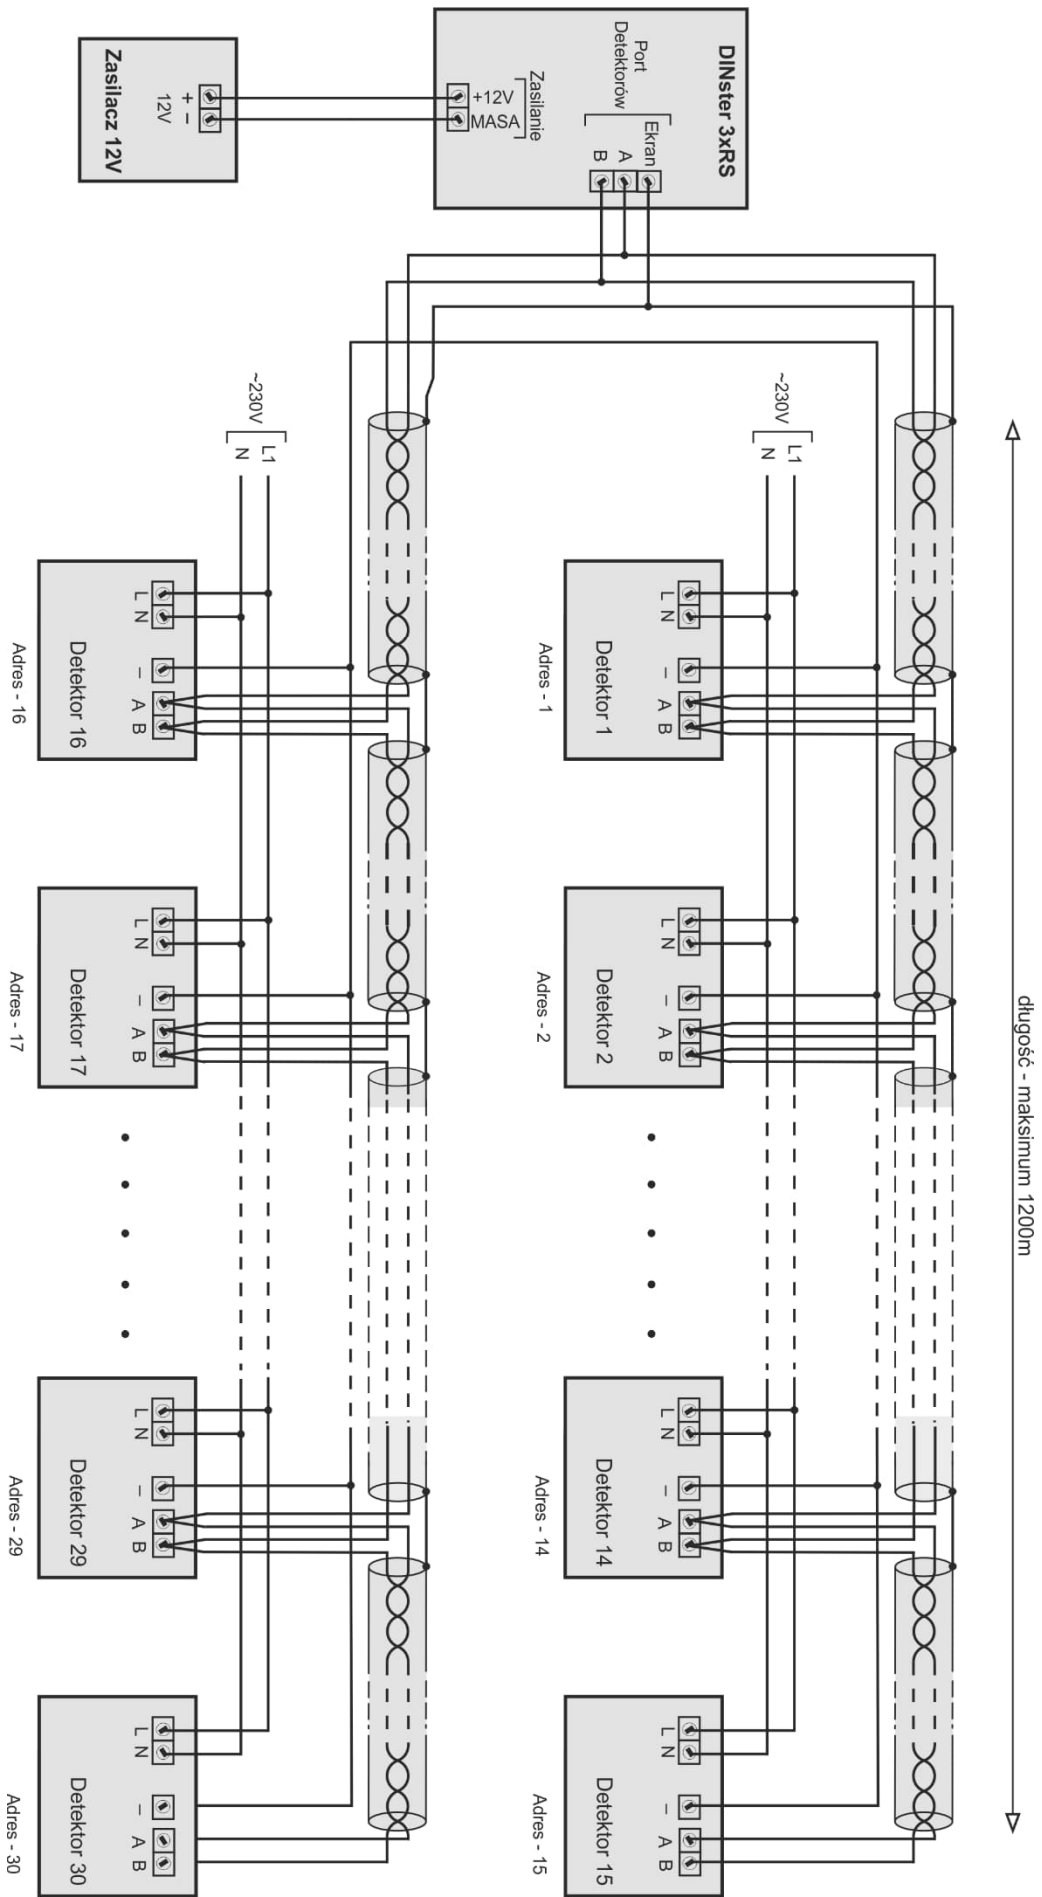 długość - maksimum 1200m
DINster 3xRS
Port
Detektorów
Ekran
A
B
Zasilanie
+12V
MASA
Zasilacz 12V
12V
+
−
~230V
L1
N
L
N
−
A
B
Detektor 1
Adres - 1
L
N
−
A
B
Detektor 2
Adres - 2
L
N
−
A
B
Detektor 14
Adres - 14
L
N
−
A
B
Detektor 15
Adres - 15
~230V
L1
N
L
N
−
A
B
Detektor 16
Adres - 16
L
N
−
A
B
Detektor 17
Adres - 17
L
N
−
A
B
Detektor 29
Adres - 29
L
N
−
A
B
Detektor 30
Adres - 30